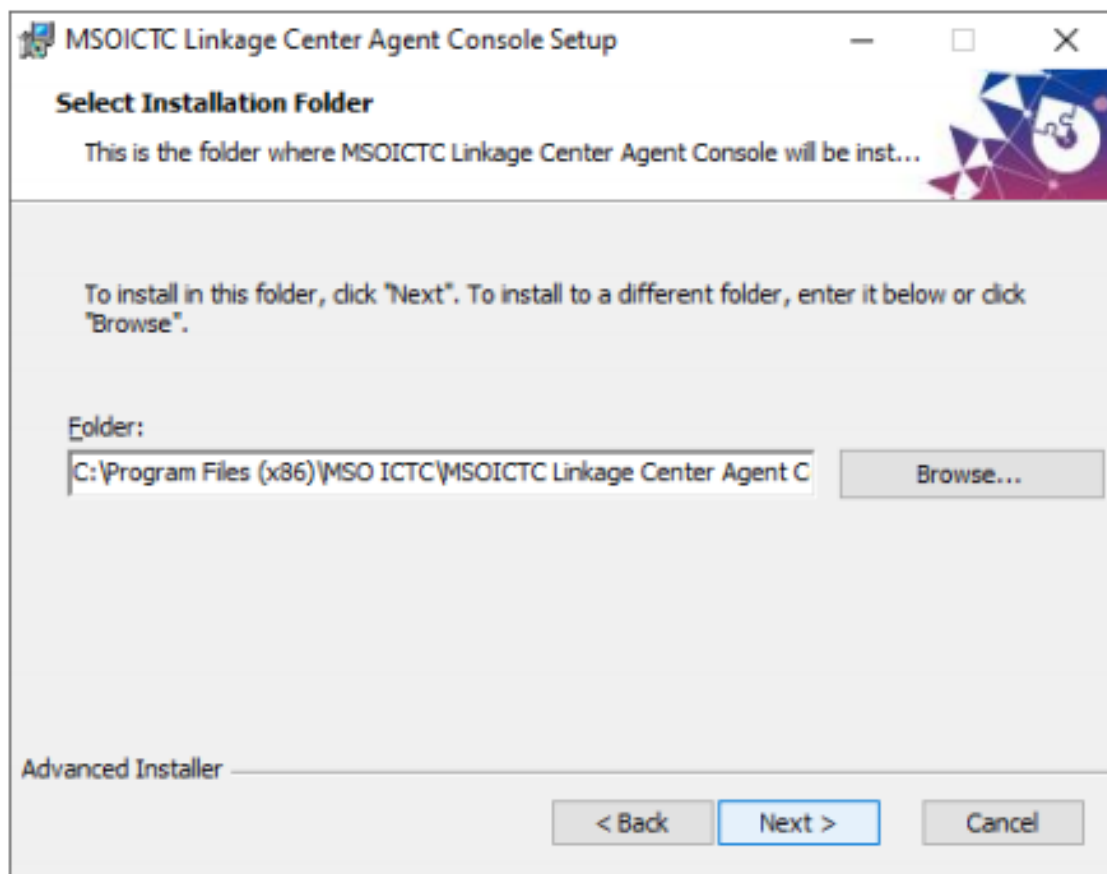 MSOICTC Linkage Center Agent Console Setup
Select Installation Folder
This is the folder where MSOICTC Linkage Center Agent Console will be inst...
To install in this folder, click "Next". To install to a different folder, enter it below or click
"Browse".
Folder:
C:\Program Files (x86)\MSO ICTC\MSOICTC Linkage Center Agent C
Browse...
Advanced Installer
< Back
Next >
Cancel